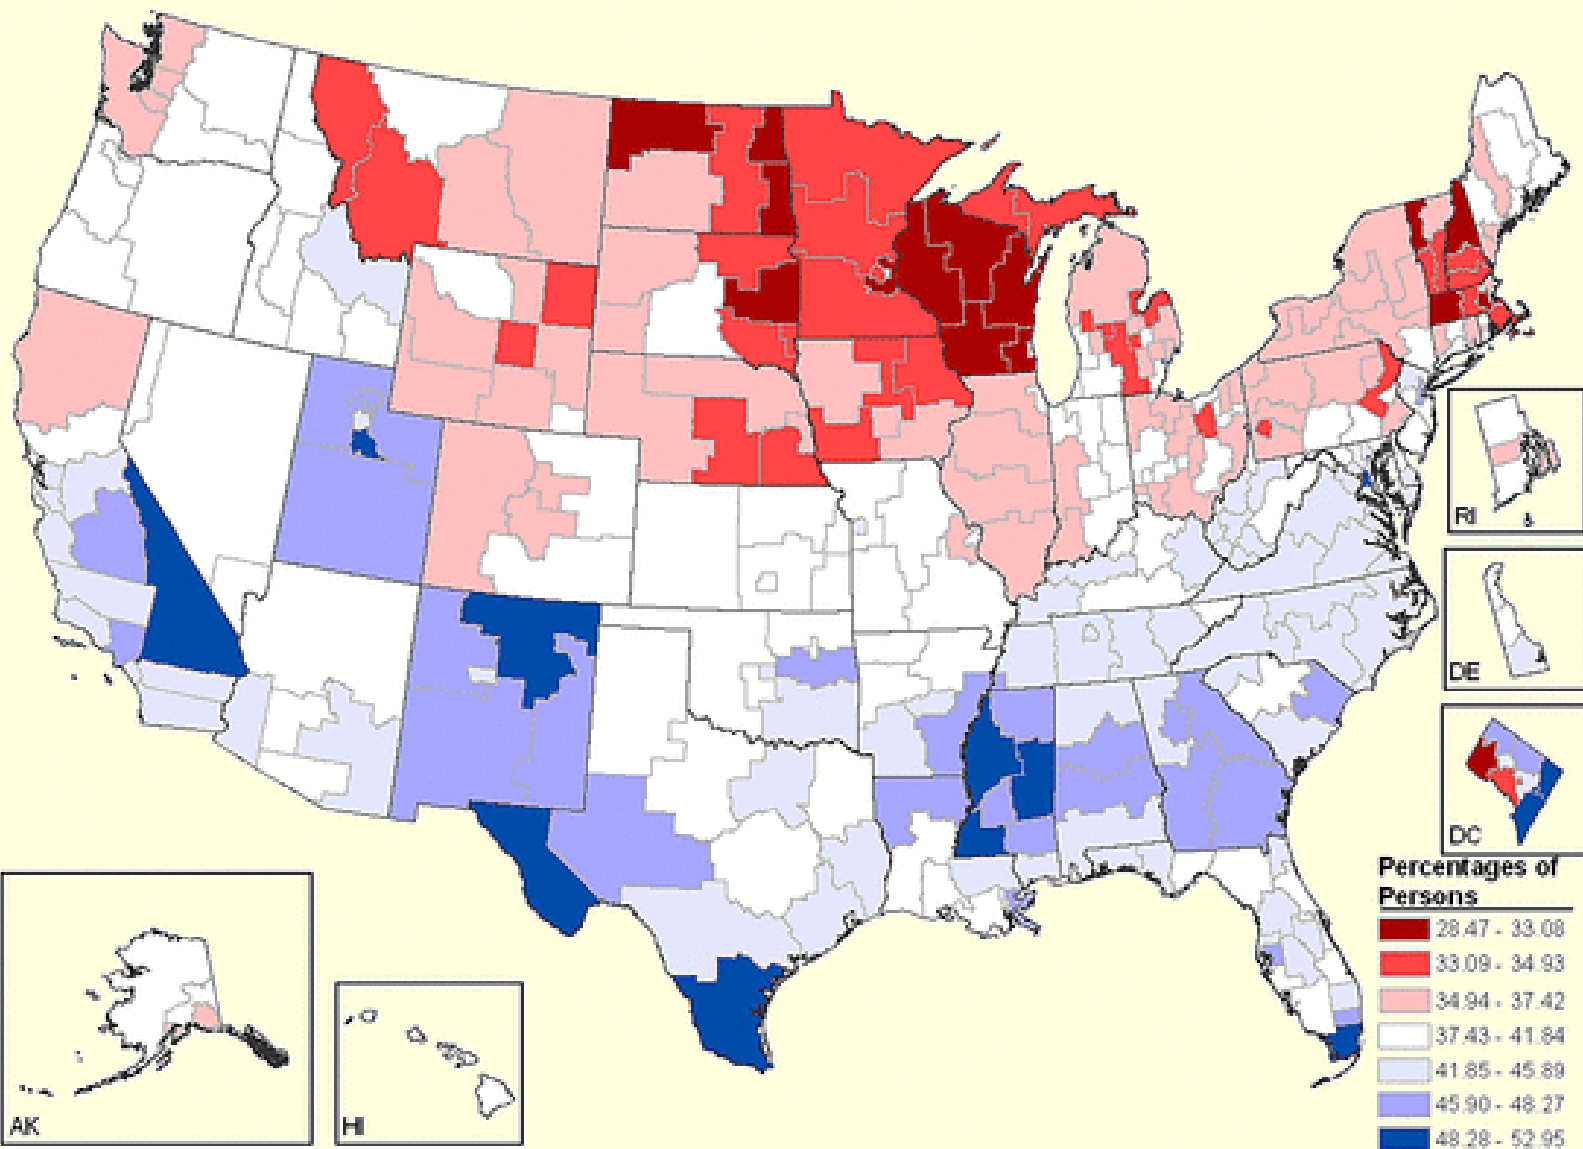 RI
DE
DC
Percentages of
Persons
28.47 - 33.08
33.09 - 34.93
34.94 - 37.42
37.43 - 41.84
41.85 - 45.89
45.90 - 48.27
48.28 - 52.95
AK
HI